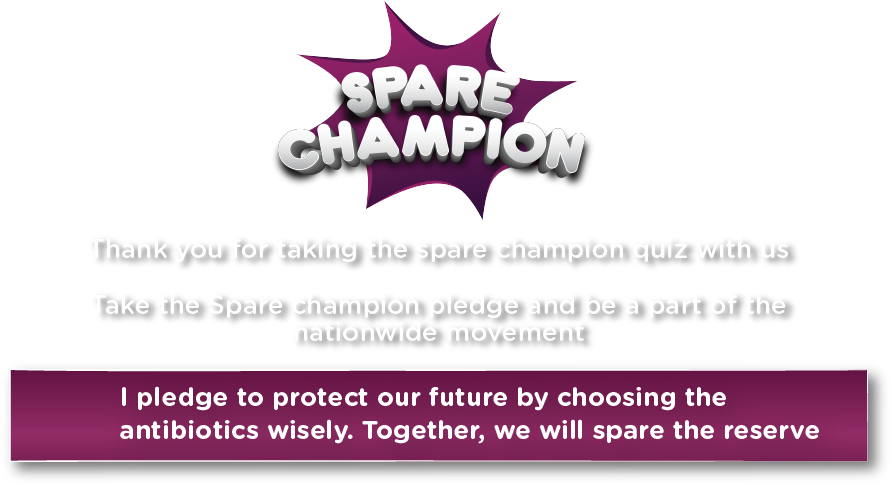 SPARE
CHAMPION
Thank you for taking the spare champion quiz with us
Take the Spare champion pledge and be a part of the
nationwide movement
I pledge to protect our future by choosing the
antibiotics wisely. Together, we will spare the reserve